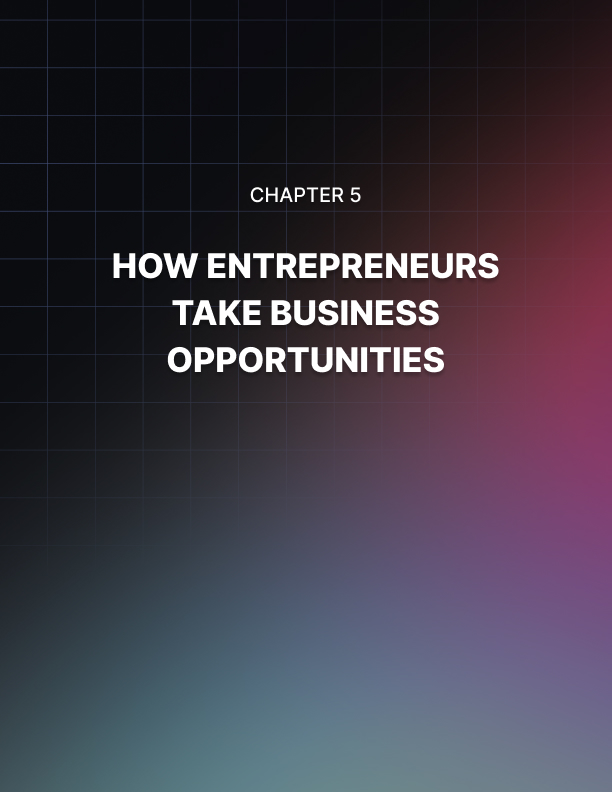 CHAPTER 5
HOW ENTREPRENEURS
TAKE BUSINESS
OPPORTUNITIES